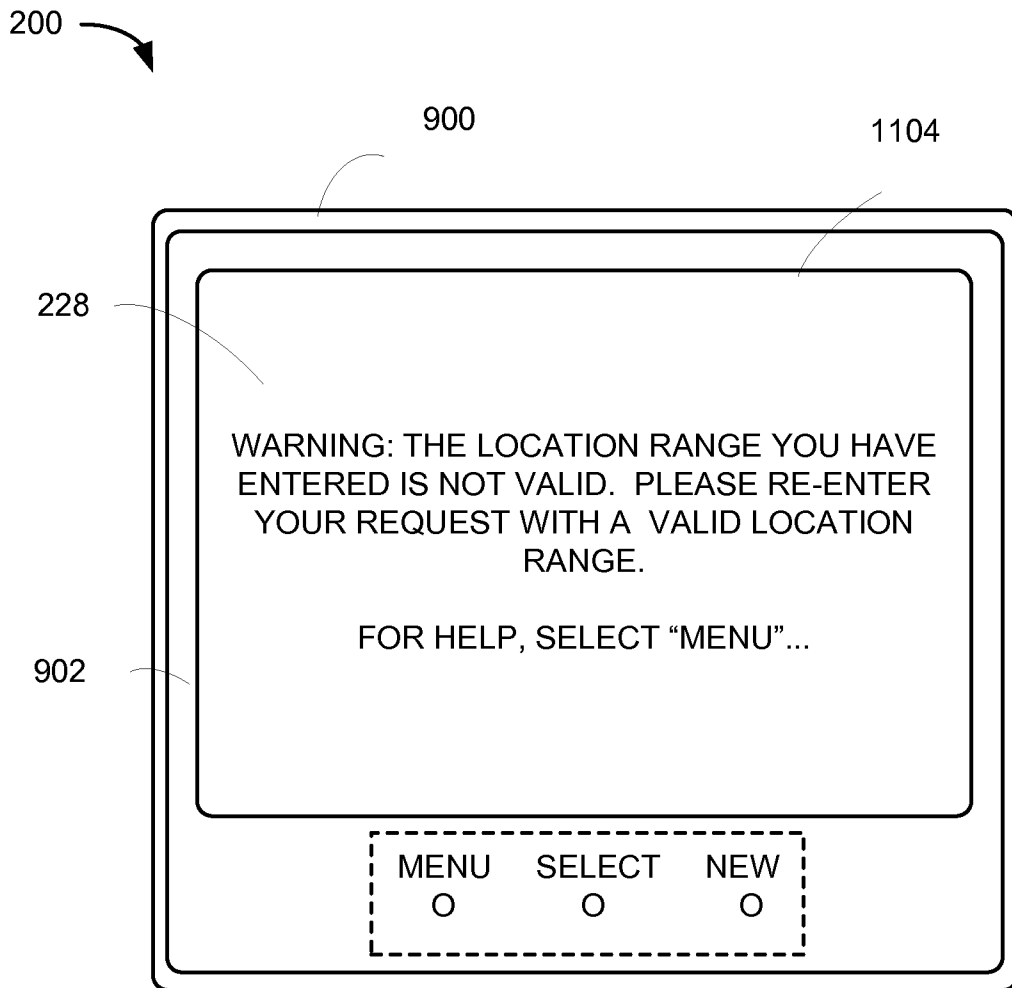 200
900
1104
228
WARNING: THE LOCATION RANGE YOU HAVE
ENTERED IS NOT VALID.  PLEASE RE-ENTER
YOUR REQUEST WITH A  VALID LOCATION
RANGE.
FOR HELP, SELECT “MENU”...
902
MENU SELECT NEW